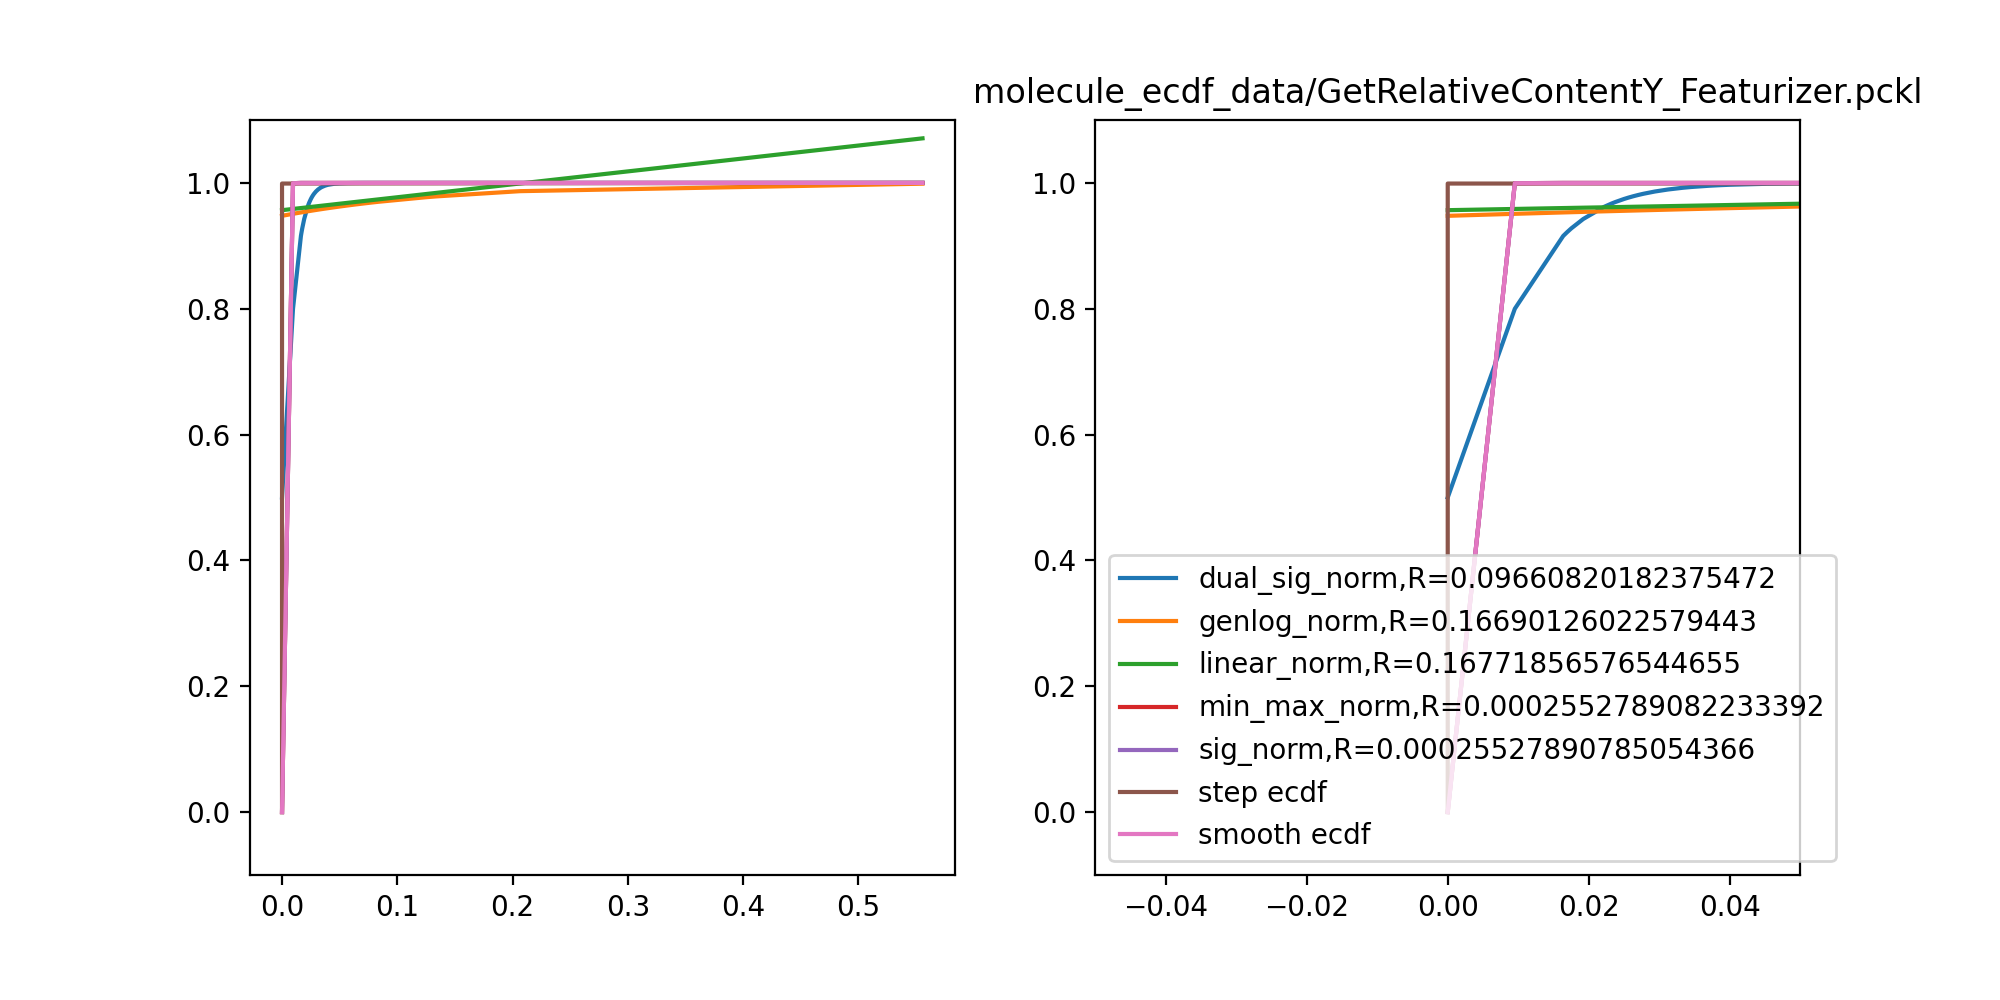 molecule_ecdf_data/GetRelativeContentY_Featurizer.pckl
1.0
0.8
0.6
0.4
0.2
0.0
0.0 0.1 0.2 0.3 0.4 0.5
1.0
0.8
0.6
0.4
0.2
0.0
−0.04 −0.02 0.00 0.02 0.04
dual_sig_norm,R=0.09660820182375472
genlog_norm,R=0.16690126022579443
linear_norm,R=0.16771856576544655
min_max_norm,R=0.0002552789082233392
sig_norm,R=0.00025527890785054366
step ecdf
smooth ecdf